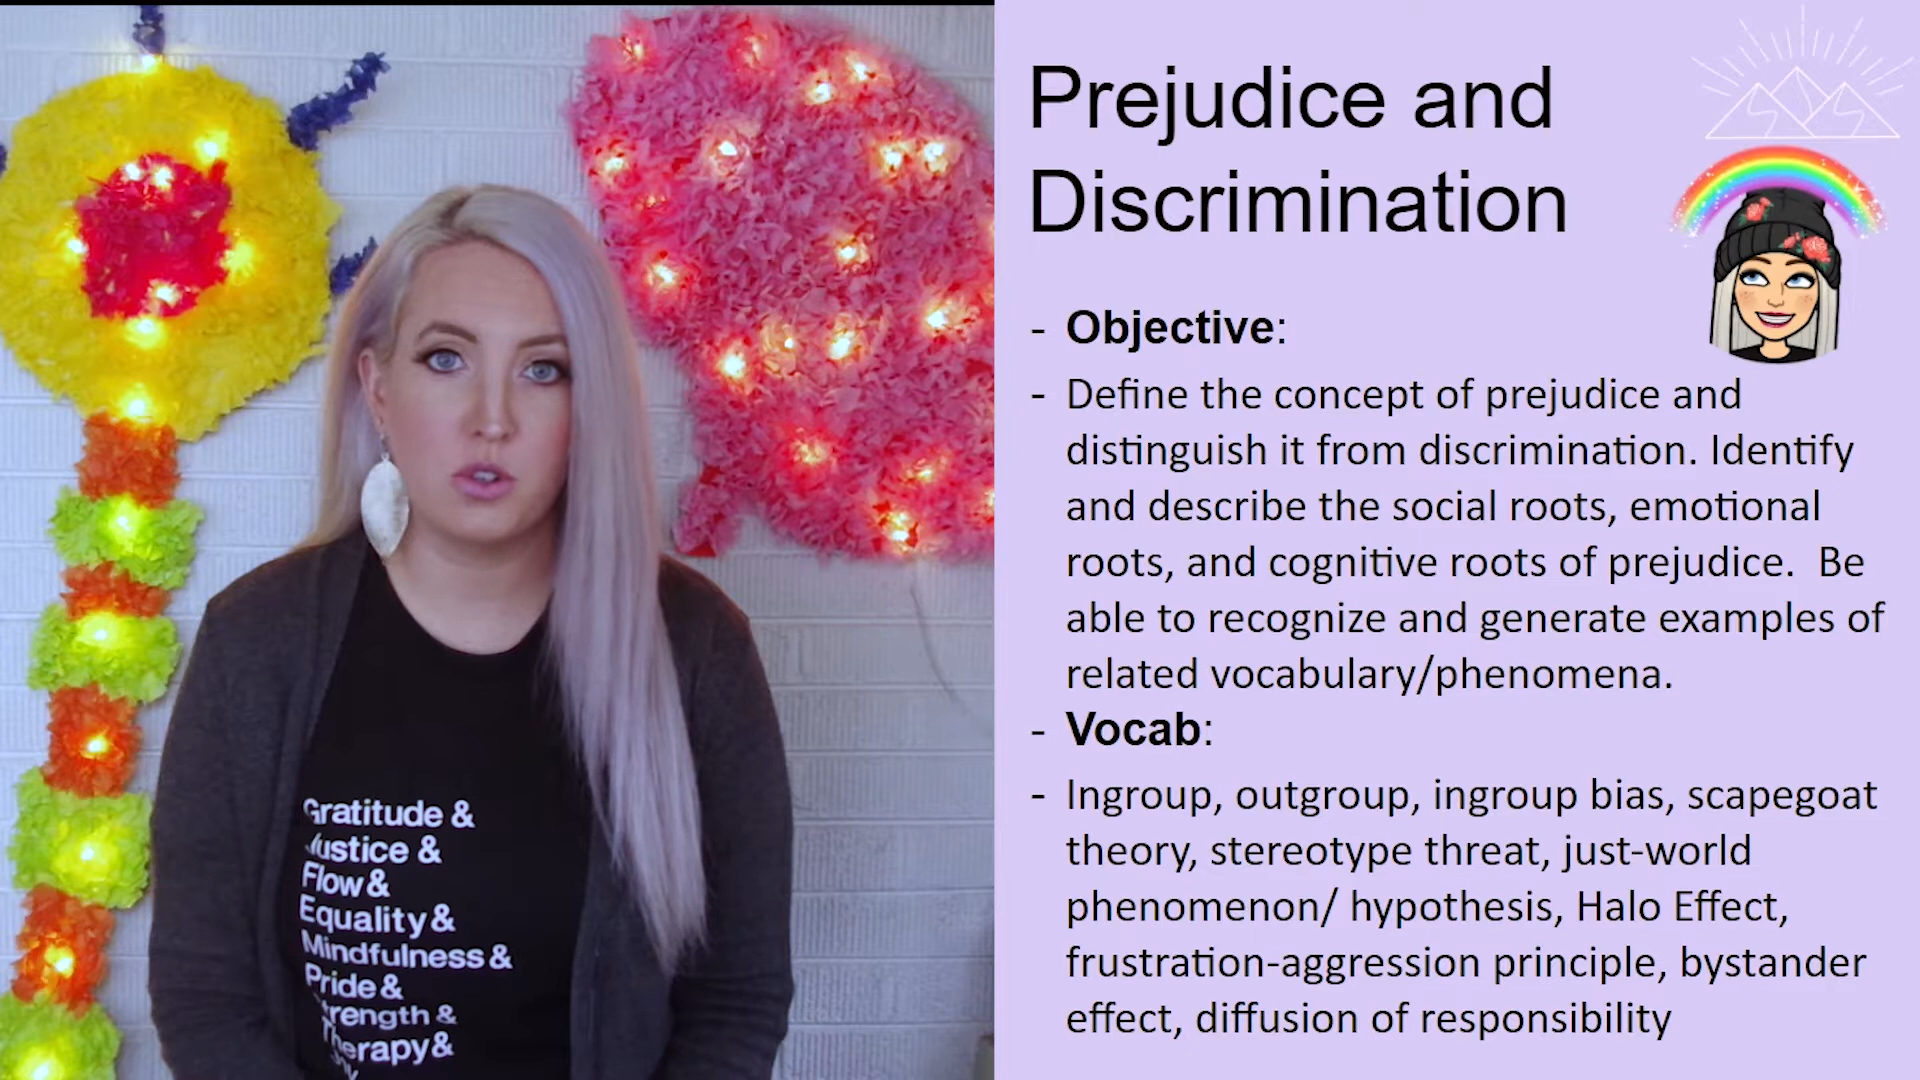 Prejudice and
Discrimination
- Objective:
- Define the concept of prejudice and
distinguish it from discrimination. Identify
and describe the social roots, emotional
roots, and cognitive roots of prejudice.  Be
able to recognize and generate examples of
related vocabulary/phenomena.
- Vocab:
- Ingroup, outgroup, ingroup bias, scapegoat
theory, stereotype threat, just-world
phenomenon/ hypothesis, Halo Effect,
frustration-aggression principle, bystander
effect, diffusion of responsibility
Gratitude &
Justice &
Flow &
Equality &
Mindfulness &
Pride &
Strength &
Therapy &